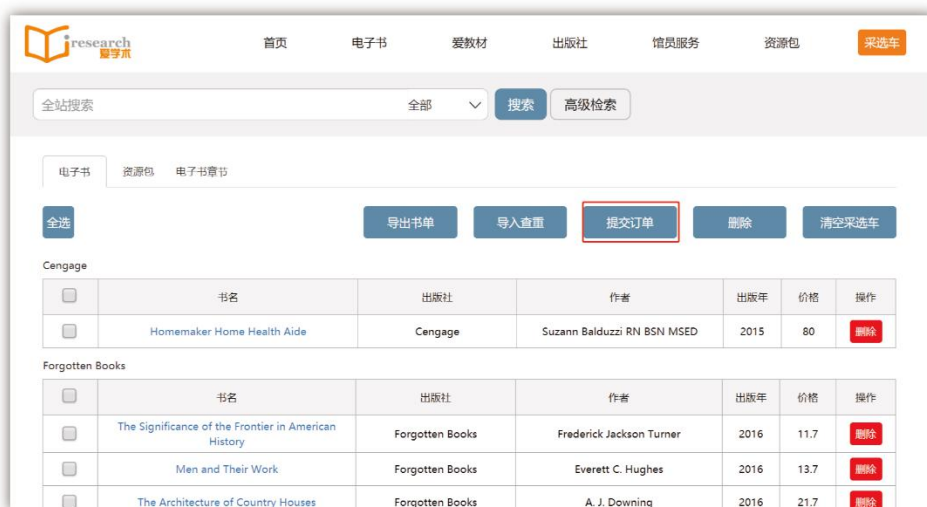 iresearch
爱学术
首页 电子书 爱教材 出版社 馆员服务 资源包 采选车
全站搜索 全部 搜索 高级检索
电子书 资源包 电子书章节
全选 导出书单 导入查重 提交订单 删除 清空采选车
Cengage
书名 出版社 作者 出版年 价格 操作
Homemaker Home Health Aide Cengage Suzann Balduzzi RN BSN MSED 2015 80 删除
Forgotten Books
书名 出版社 作者 出版年 价格 操作
The Significance of the Frontier in American
History Forgotten Books Frederick Jackson Turner 2016 11.7 删除
Men and Their Work Forgotten Books Everett C. Hughes 2016 13.7 删除
The Architecture of Country Houses Forgotten Books A. J. Downing 2016 21.7 删除